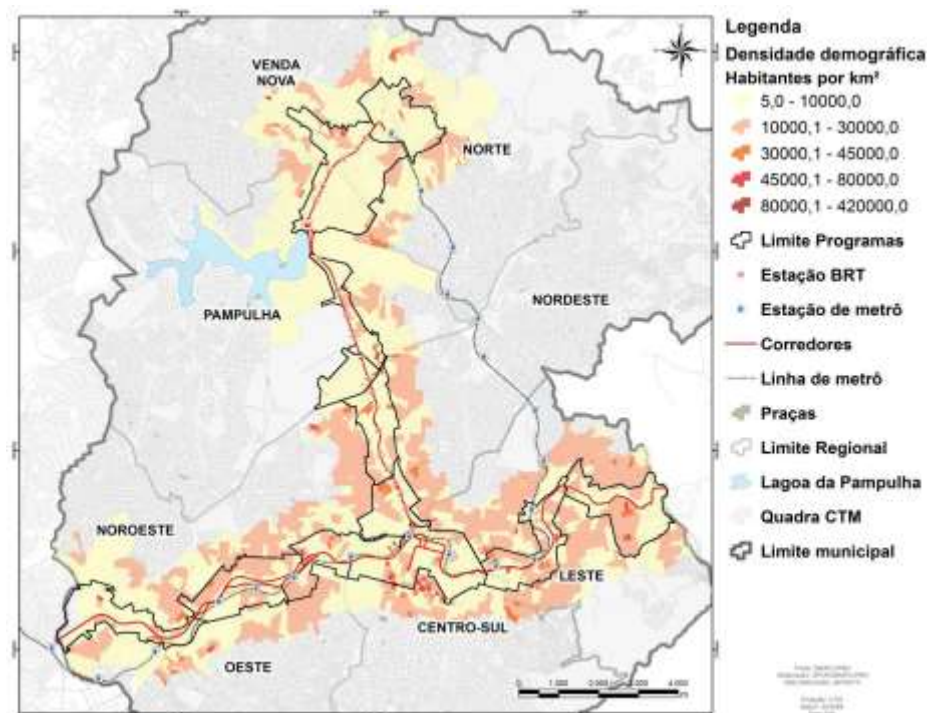 VENDA
NOVA
NORTE
PAMPULHA
NORDESTE
NOROESTE
LESTE
CENTRO-SUL
OESTE
Legenda
Densidade demográfica
Habitantes por km²
5,0 - 10000,0
10000,1 - 30000,0
30000,1 - 45000,0
45000,1 - 80000,0
80000,1 - 420000,0
Limite Programas
Estação BRT
Estação de metrô
Corredores
Linha de metrô
Praças
Limite Regional
Lagoa da Pampulha
Quadra CTM
Limite municipal